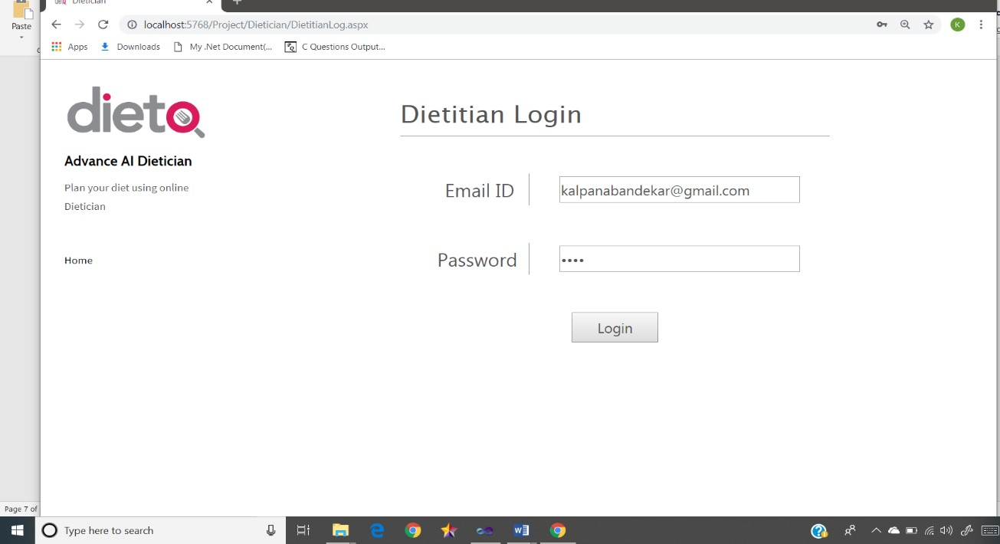 Dietician
Paste
localhost:5768/Project/Dietician/DietitianLog.aspx
K
Apps
Downloads
My .Net Document(...
C Questions Output...
dieto
Dietitian Login
Advance AI Dietician
Plan your diet using online
Dietician
Email ID
kalpanabandekar@gmail.com
Home
Password
••••
Login
Page 7 of
Type here to search